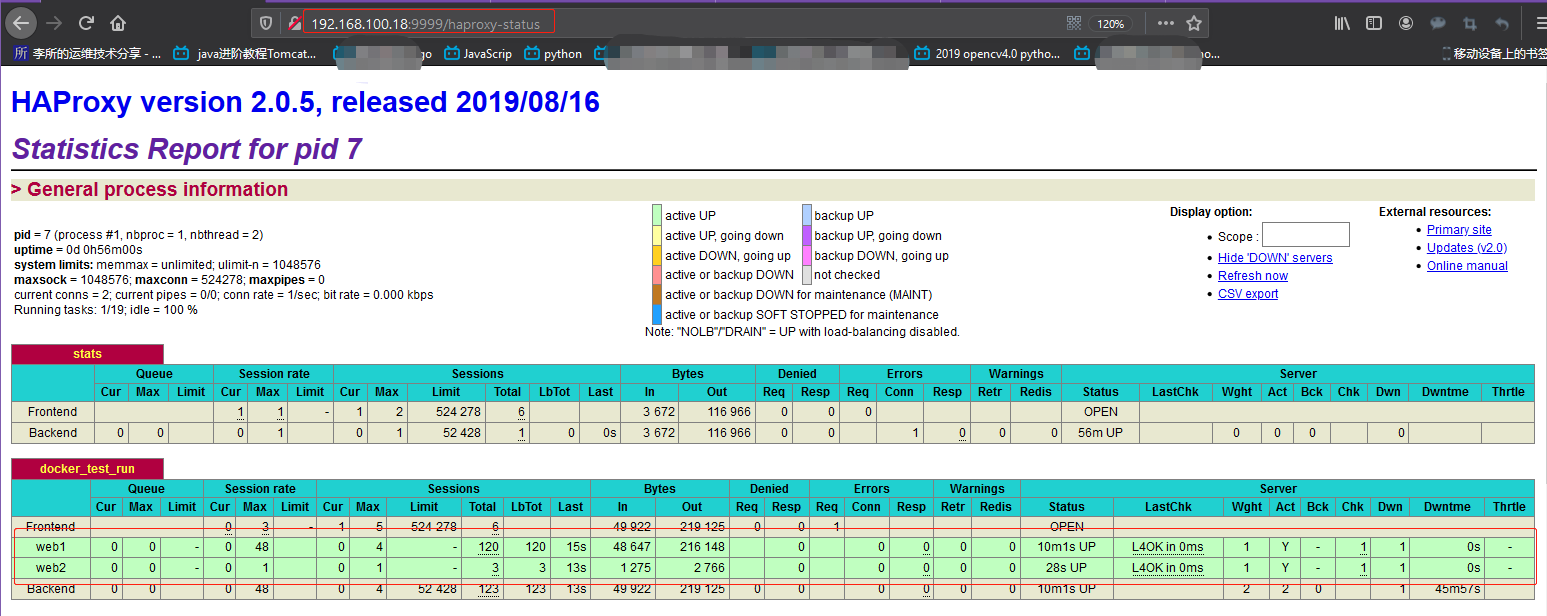 192.168.100.18:9999/haproxy-status 120%
李所的运维技术分享 - ... java进阶教程Tomcat... go JavaScrip python 2019 opencv4.0 pytho... o... 移动设备上的书签
HAProxy version 2.0.5, released 2019/08/16
Statistics Report for pid 7
> General process information
pid = 7 (process #1, nbproc = 1, nbthread = 2)
uptime = 0d 0h56m00s
system limits: memmax = unlimited; ulimit-n = 1048576
maxsock = 1048576; maxconn = 524278; maxpipes = 0
current conns = 2; current pipes = 0/0; conn rate = 1/sec; bit rate = 0.000 kbps
Running tasks: 1/19; idle = 100 %
active UP backup UP
active UP, going down backup UP, going down
active DOWN, going up backup DOWN, going up
active or backup DOWN not checked
active or backup DOWN for maintenance (MAINT)
active or backup SOFT STOPPED for maintenance
Note: "NOLB"/"DRAIN" = UP with load-balancing disabled.
Display option:
• Scope :
• Hide 'DOWN' servers
• Refresh now
• CSV export
External resources:
• Primary site
• Updates (v2.0)
• Online manual
stats
Queue Session rate Sessions Bytes Denied Errors Warnings Server
Cur Max Limit Cur Max Limit Cur Max Limit Total LbTot Last In Out Req Resp Req Conn Resp Retr Redis Status LastChk Wght Act Bck Chk Dwn Dwntme Thrtle
Frontend 1 1 - 1 2 524 278 6 3 672 116 966 0 0 0 OPEN
Backend 0 0 0 1 0 1 52 428 1 0 0s 3 672 116 966 0 0 1 0 0 0 56m UP 0 0 0 0
docker_test_run
Queue Session rate Sessions Bytes Denied Errors Warnings Server
Cur Max Limit Cur Max Limit Cur Max Limit Total LbTot Last In Out Req Resp Req Conn Resp Retr Redis Status LastChk Wght Act Bck Chk Dwn Dwntme Thrtle
Frontend 0 3 - 1 5 524 278 6 49 922 219 125 0 0 1 OPEN
web1 0 0 - 0 48 0 4 - 120 120 15s 48 647 216 148 0 0 0 0 0 10m1s UP L4OK in 0ms 1 Y - 1 1 0s -
web2 0 0 - 0 1 0 1 - 3 3 13s 1 275 2 766 0 0 0 0 0 28s UP L4OK in 0ms 1 Y - 1 1 0s -
Backend 0 0 0 48 0 4 52 428 123 123 13s 49 922 219 125 0 0 0 0 0 0 10m1s UP 2 2 0 1 45m57s